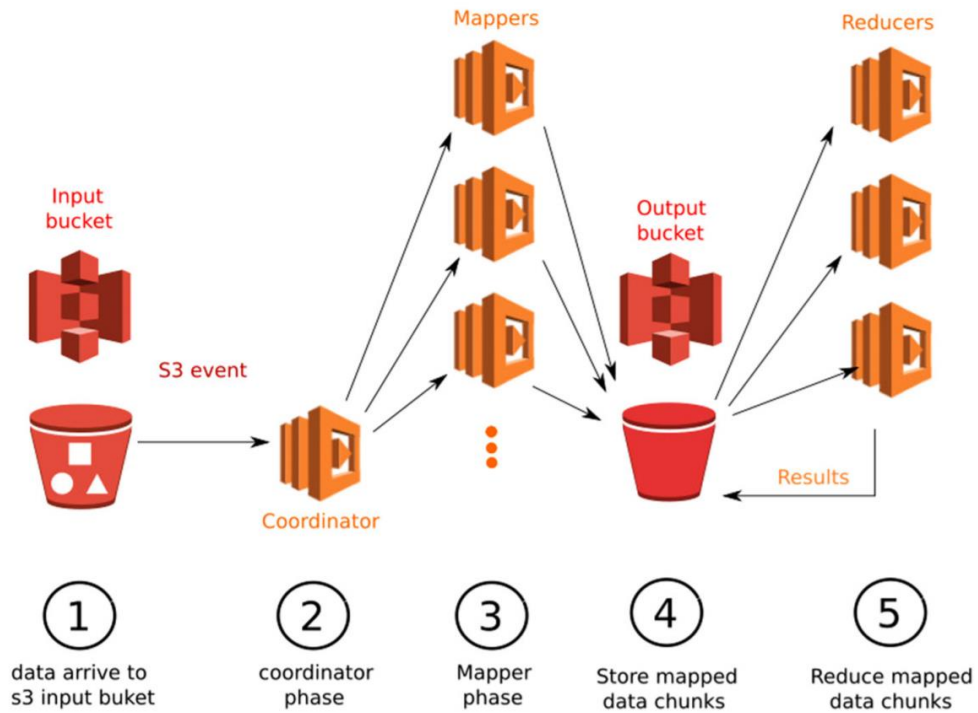 Mappers
Reducers
Input
bucket
Output
bucket
S3 event
Coordinator
Results
1
2
3
4
5
data arrive to
s3 input buket
coordinator
phase
Mapper
phase
Store mapped
data chunks
Reduce mapped
data chunks